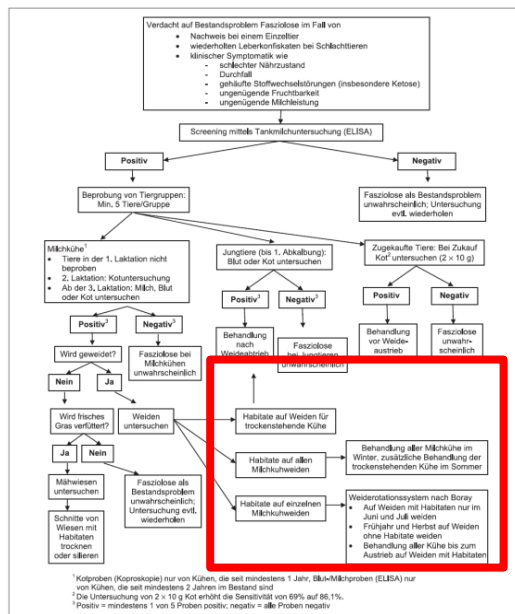 Verdacht auf Bestandsproblem Fasziolose im Fall von
• Nachweis bei einem Einzeltier
• wiederholten Leberkonfiskaten bei Schlachttieren
• klinischer Symptomatik wie
- schlechter Nährzustand
- Durchfall
- gehäufte Stoffwechselstörungen (insbesondere Ketose)
- ungenügende Fruchtbarkeit
- ungenügende Milchleistung
Screening mittels Tankmilchuntersuchung (ELISA)
Positiv
Negativ
Beprobung von Tiergruppen:
Min. 5 Tiere/Gruppe
Fasziolose als Bestandsproblem
unwahrscheinlich; Untersuchung
evtl. wiederholen
Milchkühe¹
• Tiere in der 1. Laktation nicht
beproben
• 2. Laktation: Kotuntersuchung
• Ab der 3. Laktation: Milch, Blut
oder Kot untersuchen
Jungtiere (bis 1. Abkalbung):
Blut oder Kot untersuchen
Zugekaufte Tiere: Bei Zukauf
Kot² untersuchen (2 × 10 g)
Positiv³
Negativ³
Positiv³
Negativ³
Positiv
Negativ
Wird geweidet?
Fasziolose bei
Milchkühen
unwahrscheinlich
Behandlung
nach
Weideabtrieb
Fasziolose
bei Jungtieren
unwahrscheinlich
Behandlung
vor Weide-
austrieb
Fasziolose
unwahr-
scheinlich
Nein
Ja
Wird frisches
Gras verfüttert?
Weiden
untersuchen
Habitate auf Weiden für
trockenstehende Kühe
Ja
Nein
Habitate auf allen
Milchkuhweiden
Behandlung aller Milchkühe im
Winter, zusätzliche Behandlung der
trockenstehenden Kühe im Sommer
Mähwiesen
untersuchen
Fasziolose als
Bestandsproblem
unwahrscheinlich;
Untersuchung evtl.
wiederholen
Habitate auf einzelnen
Milchkuhweiden
Weiderotationssystem nach Boray
• Auf Weiden mit Habitaten nur im
Juni und Juli weiden
• Frühjahr und Herbst auf Weiden
ohne Habitate weiden
• Behandlung aller Kühe bis zum
Austrieb auf Weiden mit Habitaten
Schnitte von
Wiesen mit
Habitaten
trocknen
oder silieren
¹ Kotproben (Koproskopie) nur von Kühen, die seit mindestens 1 Jahr, Blut-/Milchproben (ELISA) nur
von Kühen, die seit mindestens 2 Jahren im Bestand sind
² Die Untersuchung von 2 × 10 g Kot erhöht die Sensitivität von 69% auf 86,1%.
³ Positiv = mindestens 1 von 5 Proben positiv; negativ = alle Proben negativ